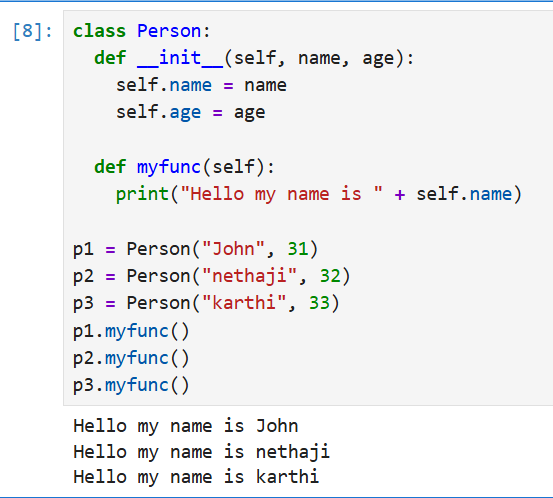 [8]:
class Person:
  def __init__(self, name, age):
    self.name = name
    self.age = age
  def myfunc(self):
    print("Hello my name is " + self.name)
p1 = Person("John", 31)
p2 = Person("nethaji", 32)
p3 = Person("karthi", 33)
p1.myfunc()
p2.myfunc()
p3.myfunc()
Hello my name is John
Hello my name is nethaji
Hello my name is karthi